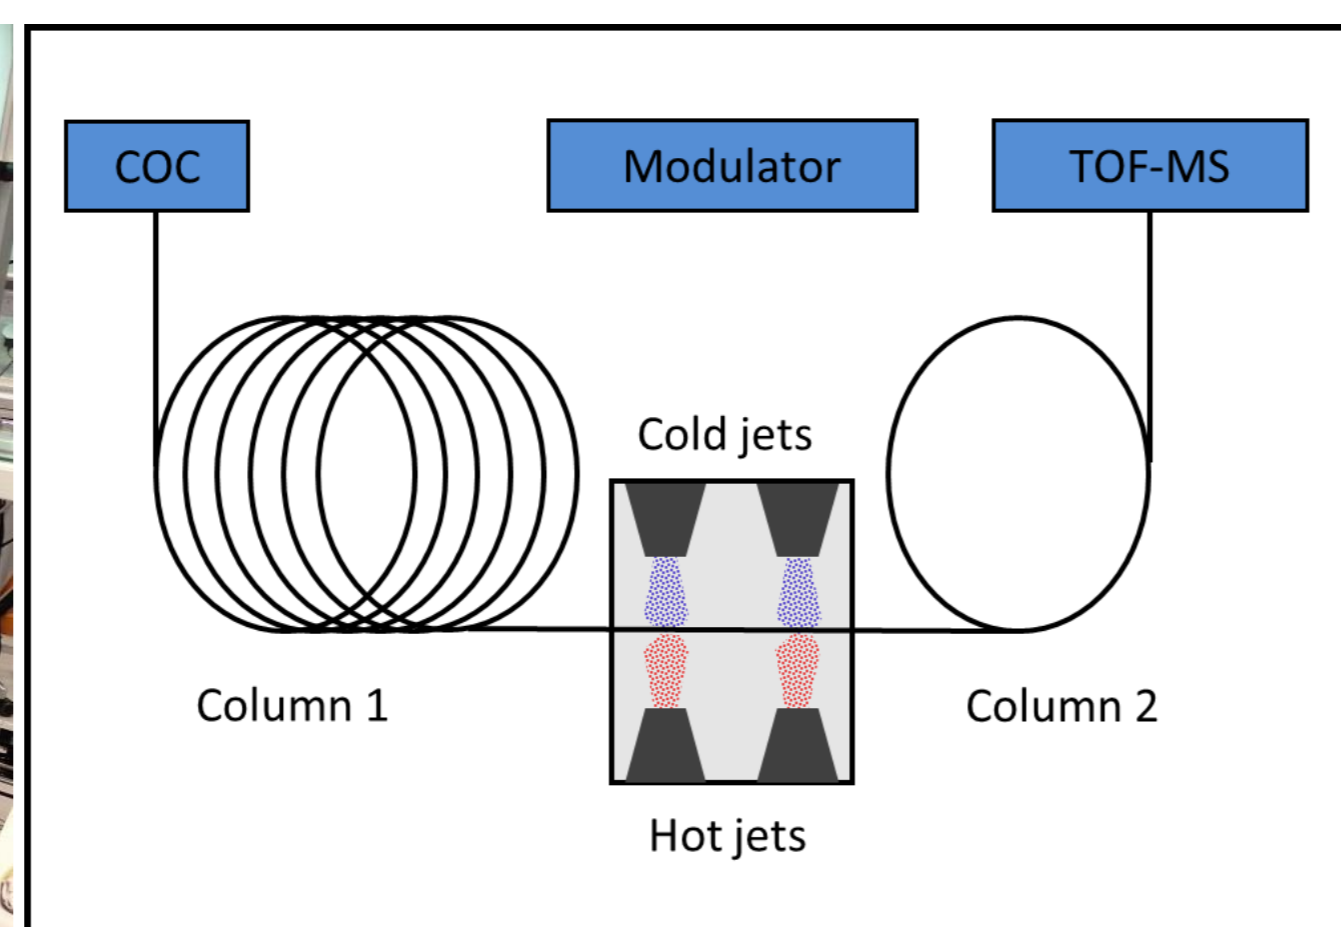 COC
Modulator
TOF-MS
Cold jets
Column 1
Column 2
Hot jets